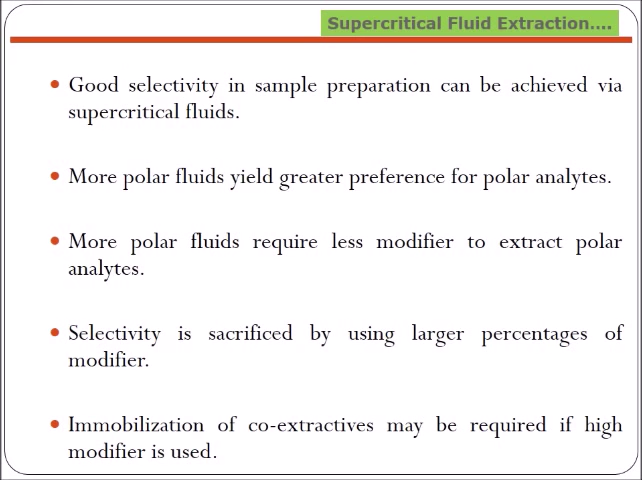 Supercritical Fluid Extraction....
Good selectivity in sample preparation can be achieved via
supercritical fluids.
More polar fluids yield greater preference for polar analytes.
More polar fluids require less modifier to extract polar
analytes.
Selectivity is sacrificed by using larger percentages of
modifier.
Immobilization of co-extractives may be required if high
modifier is used.